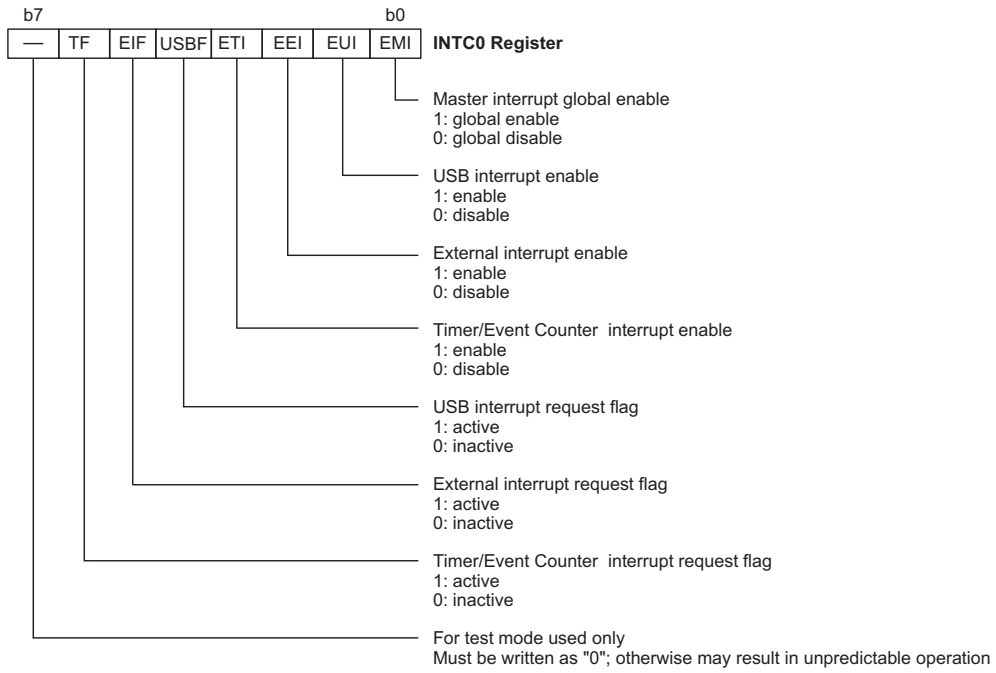 b7 b0
— TF EIF USBF ETI EEI EUI EMI INTC0 Register
Master interrupt global enable
1: global enable
0: global disable
USB interrupt enable
1: enable
0: disable
External interrupt enable
1: enable
0: disable
Timer/Event Counter interrupt enable
1: enable
0: disable
USB interrupt request flag
1: active
0: inactive
External interrupt request flag
1: active
0: inactive
Timer/Event Counter interrupt request flag
1: active
0: inactive
For test mode used only
Must be written as "0"; otherwise may result in unpredictable operation